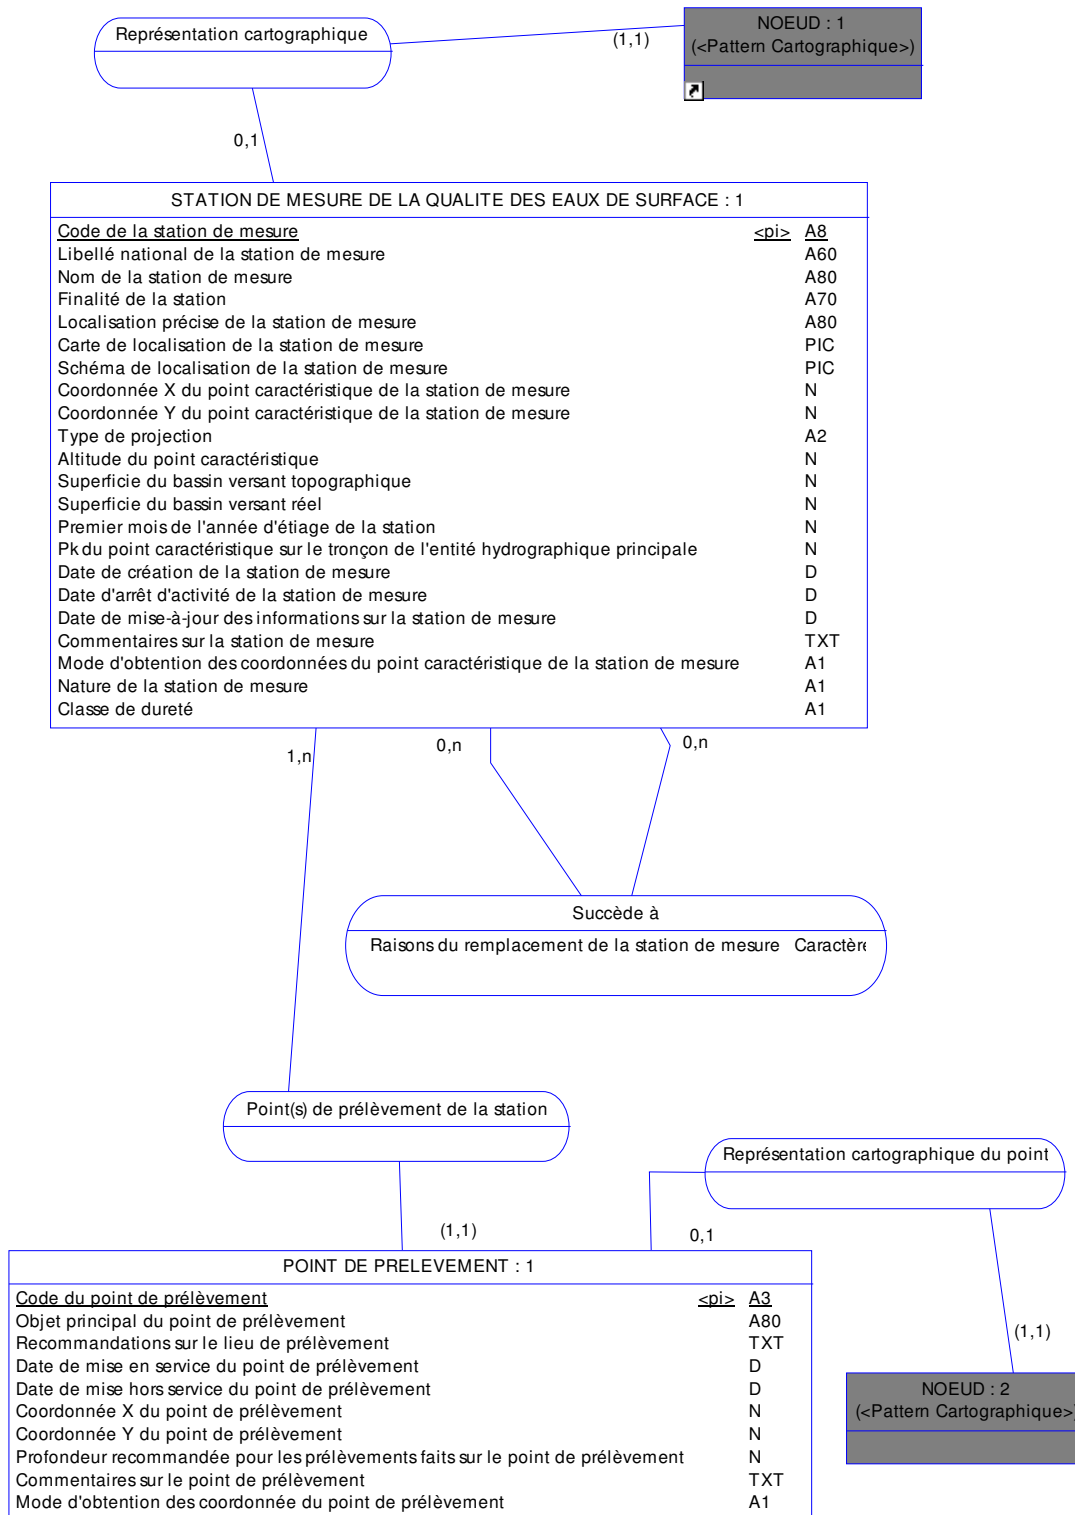 Représentation cartographique
(1,1)
NOEUD : 1
(<Pattern Cartographique>)
0,1
STATION DE MESURE DE LA QUALITE DES EAUX DE SURFACE : 1
Code de la station de mesure <pi> A8
Libellé national de la station de mesure A60
Nom de la station de mesure A80
Finalité de la station A70
Localisation précise de la station de mesure A80
Carte de localisation de la station de mesure PIC
Schéma de localisation de la station de mesure PIC
Coordonnée X du point caractéristique de la station de mesure N
Coordonnée Y du point caractéristique de la station de mesure N
Type de projection A2
Altitude du point caractéristique N
Superficie du bassin versant topographique N
Superficie du bassin versant réel N
Premier mois de l'année d'étiage de la station N
Pk du point caractéristique sur le tronçon de l'entité hydrographique principale N
Date de création de la station de mesure D
Date d'arrêt d'activité de la station de mesure D
Date de mise-à-jour des informations sur la station de mesure D
Commentaires sur la station de mesure TXT
Mode d'obtention des coordonnées du point caractéristique de la station de mesure A1
Nature de la station de mesure A1
Classe de dureté A1
1,n
0,n
0,n
Succède à
Raisons du remplacement de la station de mesure Caractère
Point(s) de prélèvement de la station
Représentation cartographique du point
(1,1)
0,1
POINT DE PRELEVEMENT : 1
Code du point de prélèvement <pi> A3
Objet principal du point de prélèvement A80
Recommandations sur le lieu de prélèvement TXT
Date de mise en service du point de prélèvement D
Date de mise hors service du point de prélèvement D
Coordonnée X du point de prélèvement N
Coordonnée Y du point de prélèvement N
Profondeur recommandée pour les prélèvements faits sur le point de prélèvement N
Commentaires sur le point de prélèvement TXT
Mode d'obtention des coordonnée du point de prélèvement A1
(1,1)
NOEUD : 2
(<Pattern Cartographique>)